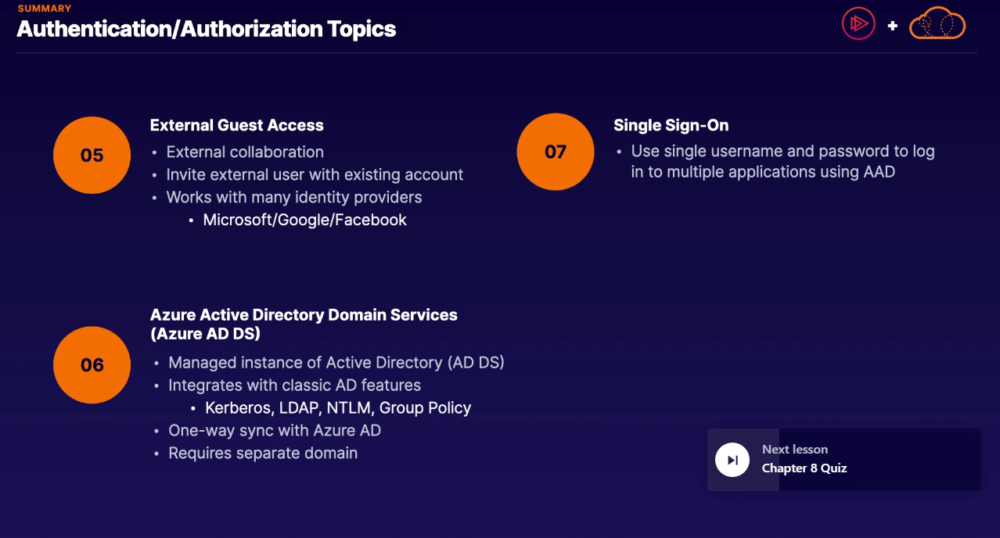 SUMMARY
Authentication/Authorization Topics
+
05
External Guest Access
• External collaboration
• Invite external user with existing account
• Works with many identity providers
• Microsoft/Google/Facebook
06
Azure Active Directory Domain Services
(Azure AD DS)
• Managed instance of Active Directory (AD DS)
• Integrates with classic AD features
• Kerberos, LDAP, NTLM, Group Policy
• One-way sync with Azure AD
• Requires separate domain
07
Single Sign-On
• Use single username and password to log
in to multiple applications using AAD
Next lesson
Chapter 8 Quiz